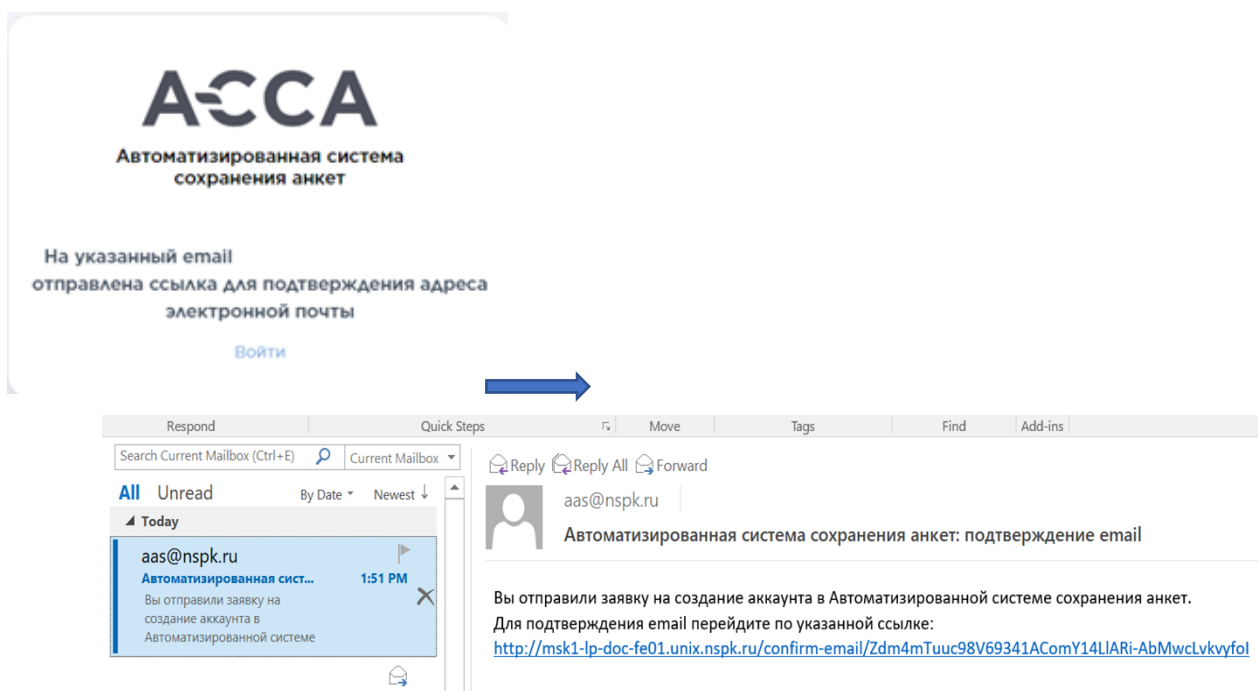 АССА
Автоматизированная система
сохранения анкет
На указанный email
отправлена ссылка для подтверждения адреса
электронной почты
Войти
Respond Quick Steps Move Tags Find Add-ins
Search Current Mailbox (Ctrl+E) Current Mailbox
All Unread By Date Newest
Today
aas@nspk.ru
Автоматизированная сист... 1:51 PM
Вы отправили заявку на
создание аккаунта в
Автоматизированной системе
Reply Reply All Forward
aas@nspk.ru
Автоматизированная система сохранения анкет: подтверждение email
Вы отправили заявку на создание аккаунта в Автоматизированной системе сохранения анкет.
Для подтверждения email перейдите по указанной ссылке:
http://msk1-lp-doc-fe01.unix.nspk.ru/confirm-email/Zdm4mTuuc98V69341AComY14LlARi-AbMwcLvkvyfoI